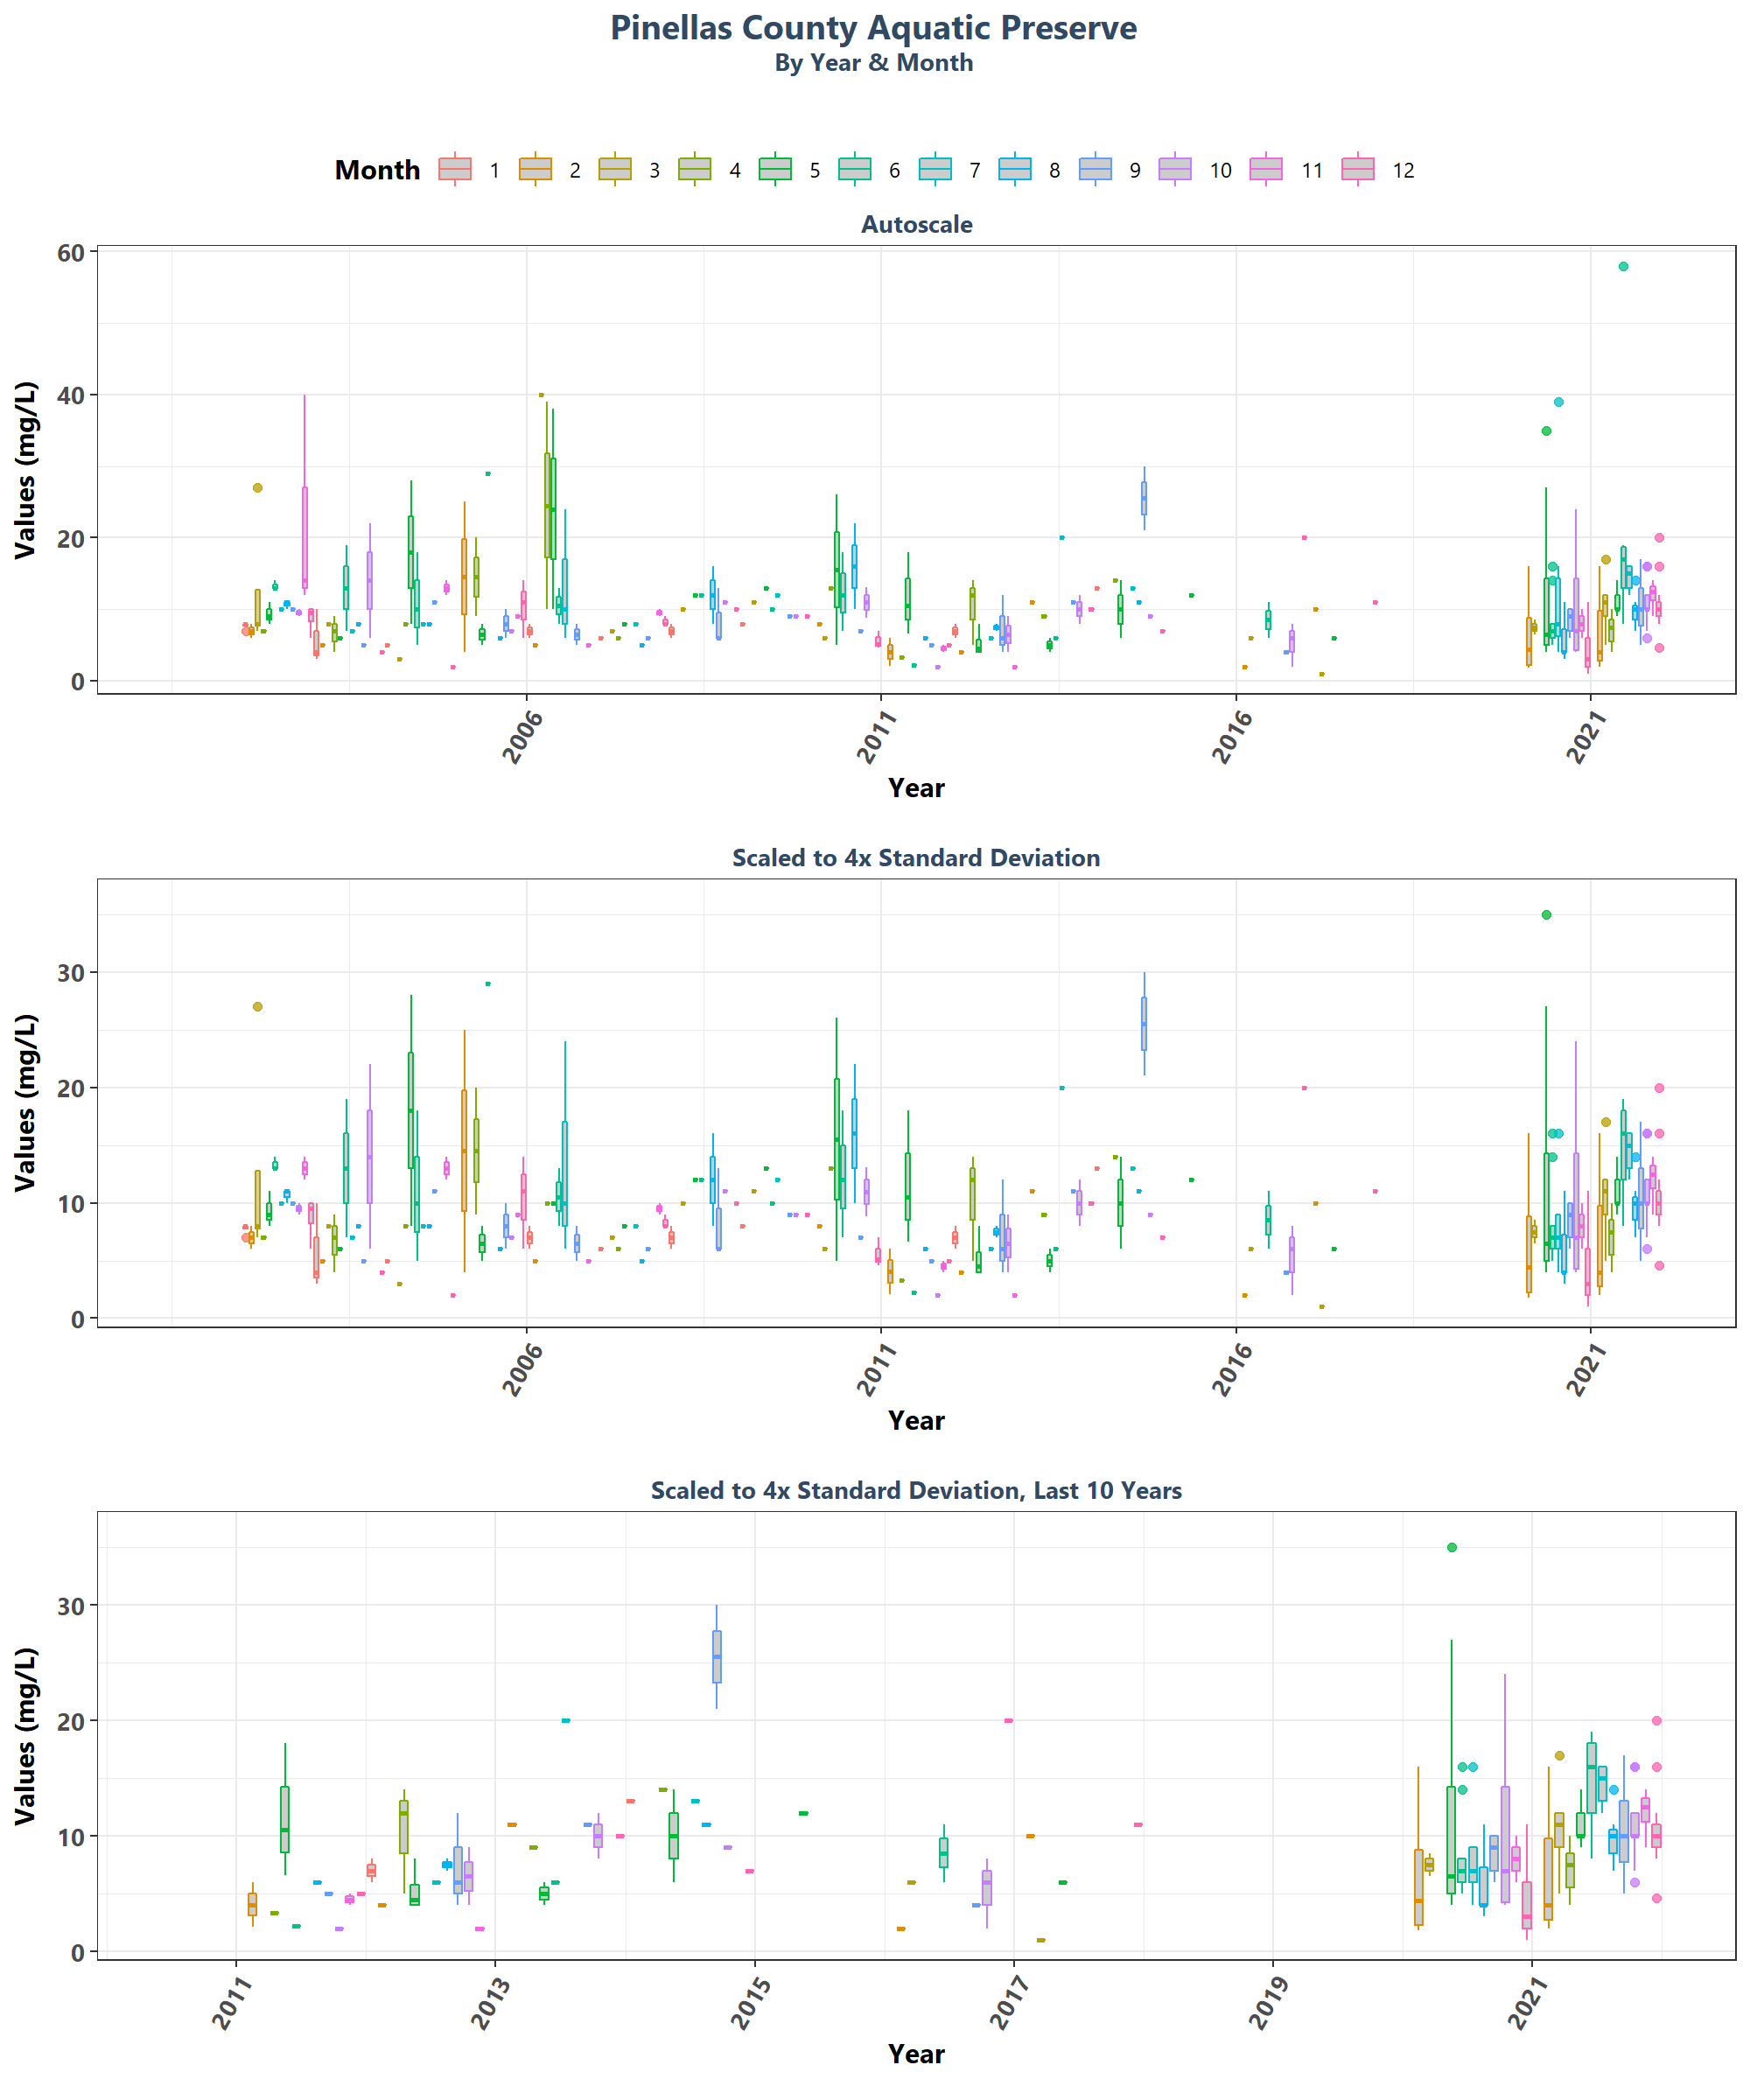 Pinellas County Aquatic Preserve
By Year & Month
Month 1 2 3 4 5 6 7 8 9 10 11 12
Autoscale
Values (mg/L)
60
40
20
0
2006 2011 2016 2021
Year
Scaled to 4x Standard Deviation
Values (mg/L)
30
20
10
0
2006 2011 2016 2021
Year
Scaled to 4x Standard Deviation, Last 10 Years
Values (mg/L)
30
20
10
0
2011 2013 2015 2017 2019 2021
Year